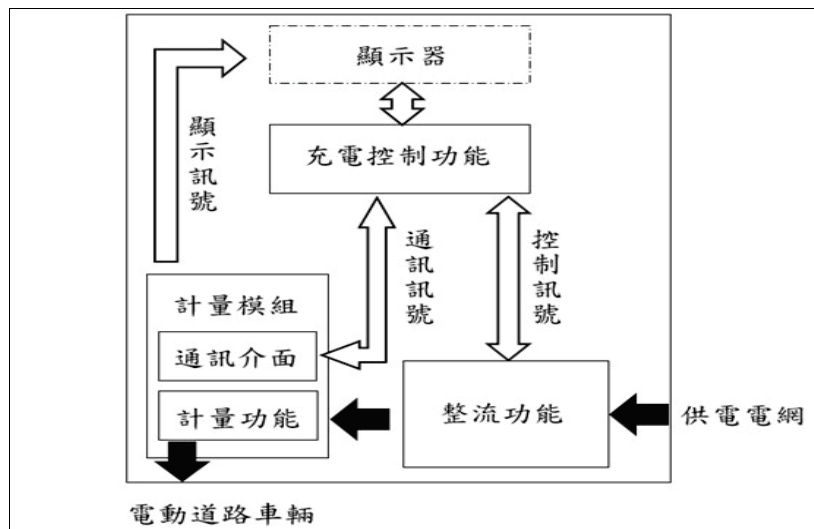 顯示器
顯示訊號
充電控制功能
通訊訊號
控制訊號
計量模組
通訊介面
計量功能
整流功能
供電電網
電動道路車輛